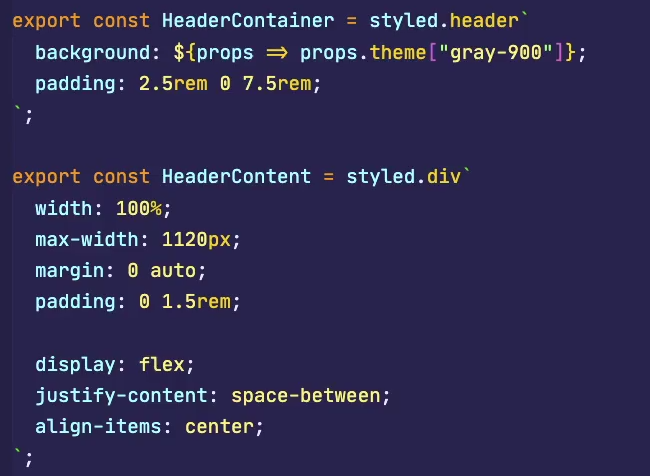 export const HeaderContainer = styled.header`
  background: ${props => props.theme["gray-900"]};
  padding: 2.5rem 0 7.5rem;
`;

export const HeaderContent = styled.div`
  width: 100%;
  max-width: 1120px;
  margin: 0 auto;
  padding: 0 1.5rem;

  display: flex;
  justify-content: space-between;
  align-items: center;
`;